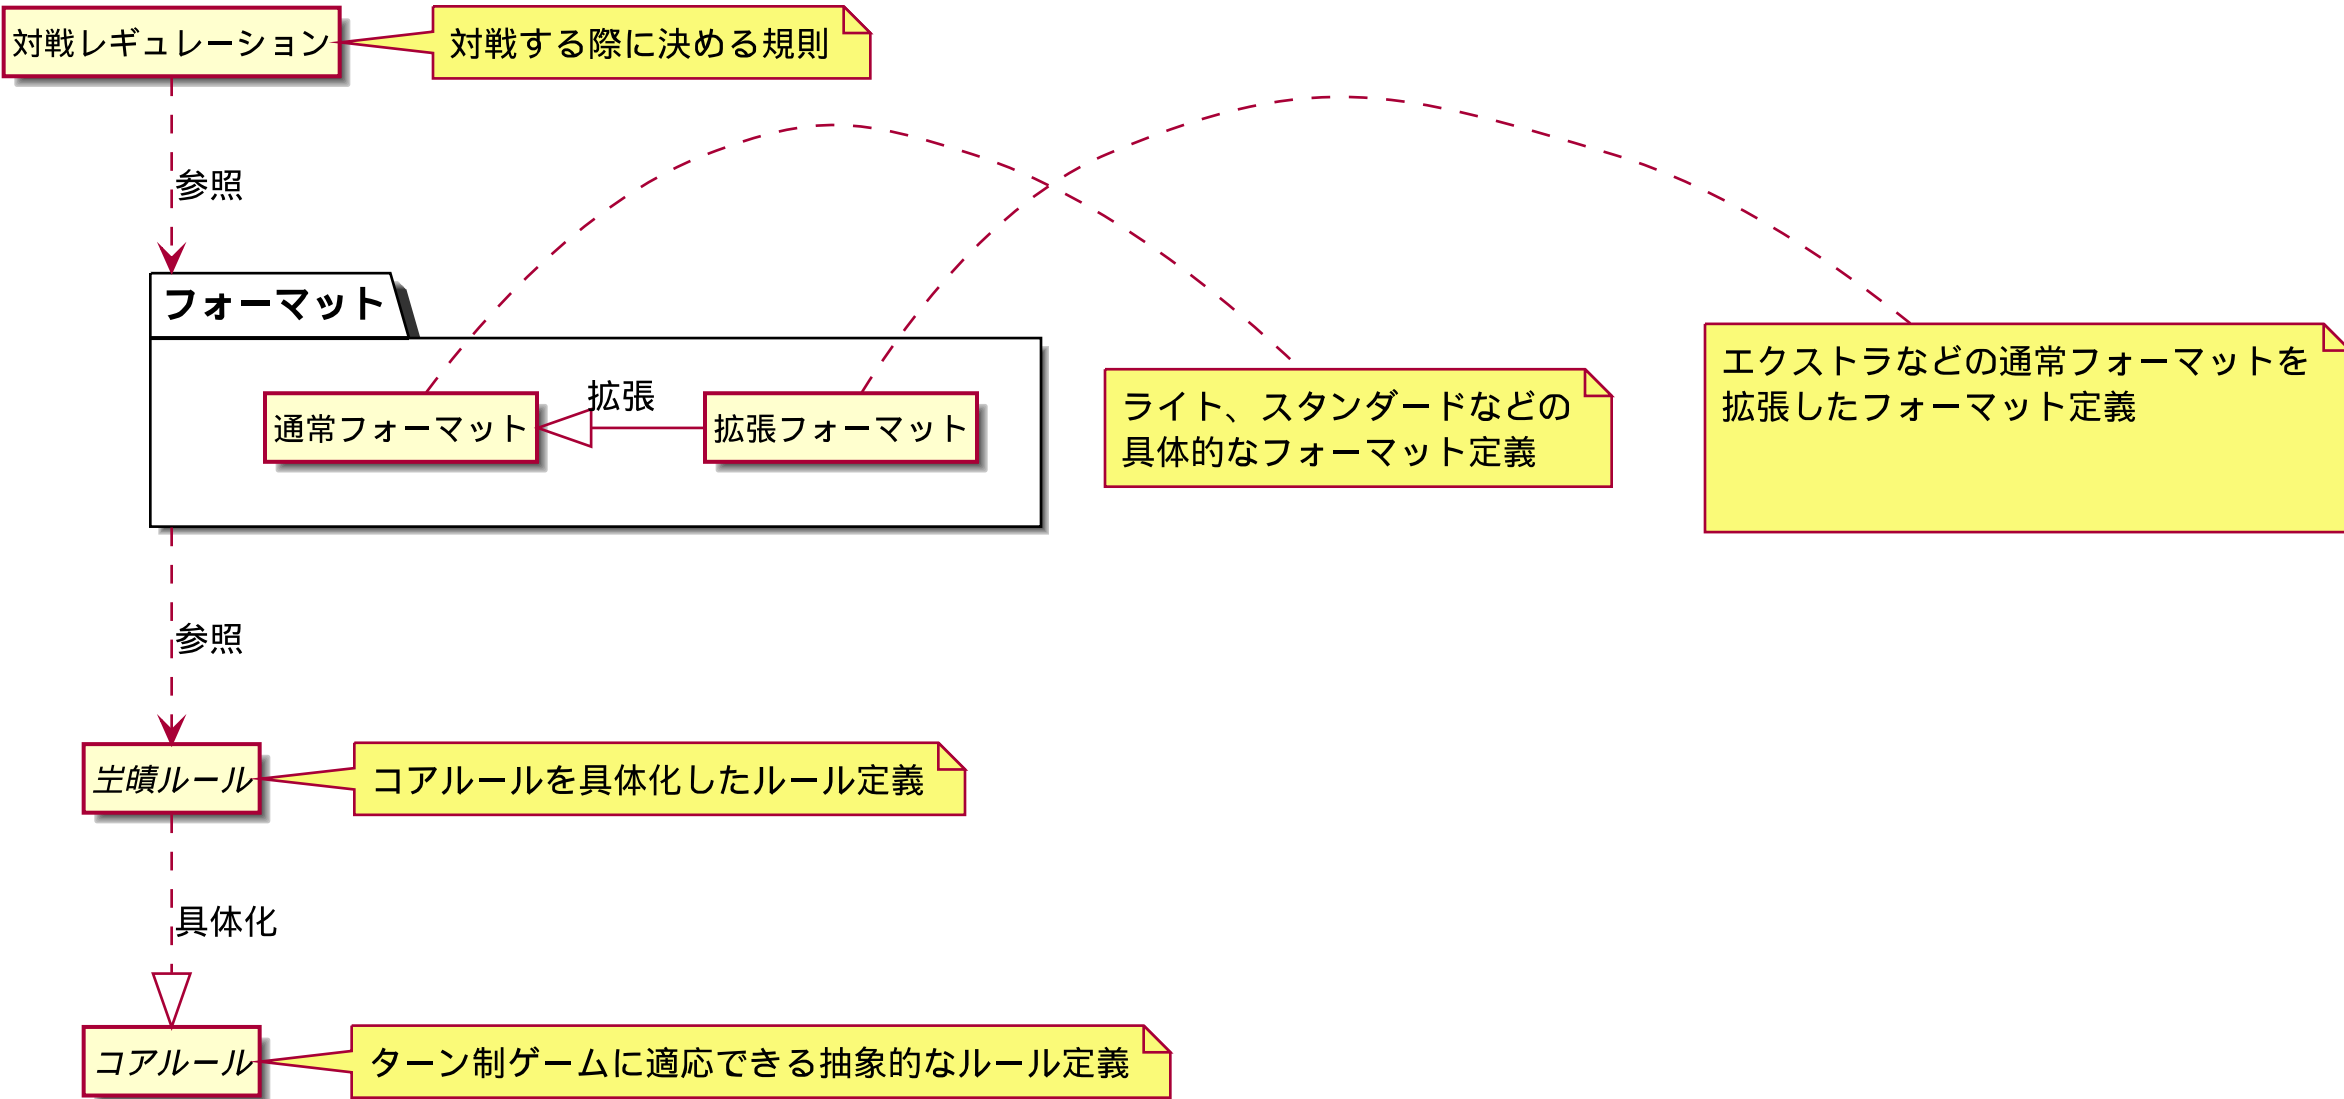 対戦レギュレーション
対戦する際に決める規則
参照
フォーマット
拡張
通常フォーマット
拡張フォーマット
ライト、スタンダードなどの
具体的なフォーマット定義
エクストラなどの通常フォーマットを
拡張したフォーマット定義
参照
ルール
コアルールを具体化したルール定義
具体化
コアルール
ターン制ゲームに適応できる抽象的なルール定義